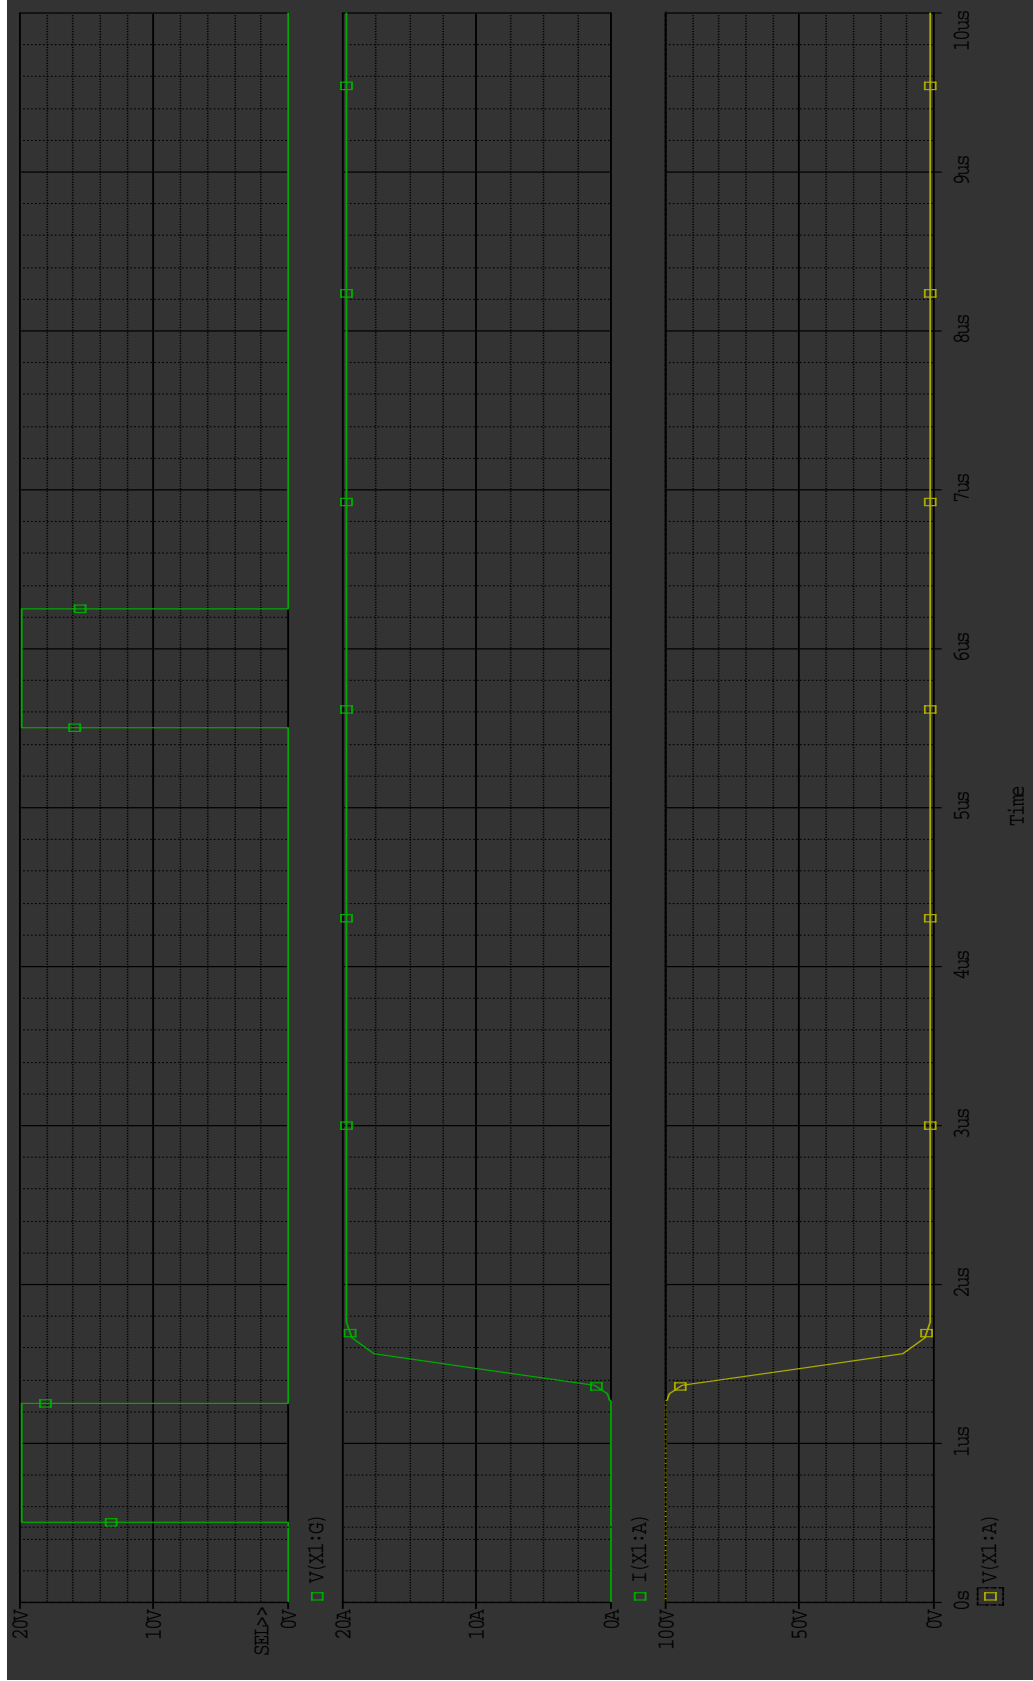 20V
10V
SEL>>
0V
V(X1:G)
20A
10A
0A
I(X1:A)
100V
50V
0V
0s 1us 2us 3us 4us 5us 6us 7us 8us 9us 10us
V(X1:A)
Time